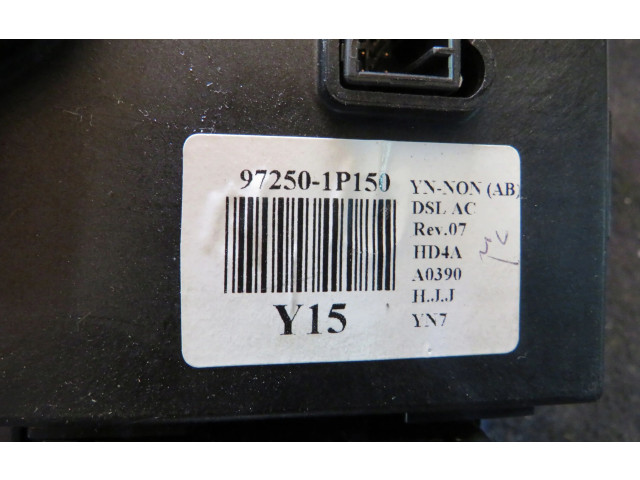 97250-1P150
Y15
YN-NON (AB)
DSL AC
Rev.07
HD4A
A0390
H.J.J
YN7